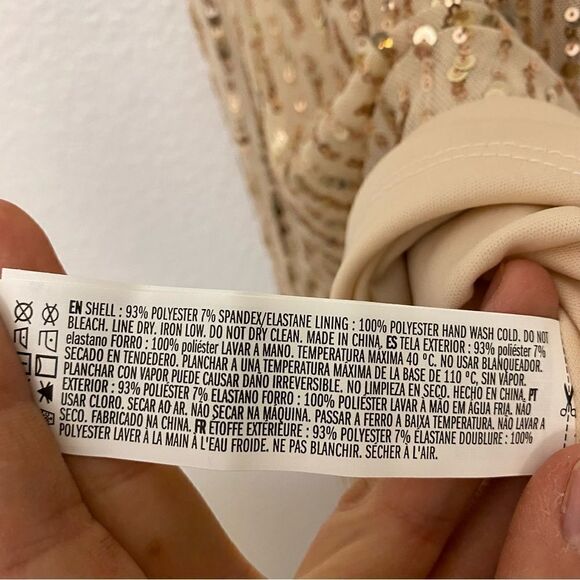 EN SHELL : 93% POLYESTER 7% SPANDEX/ELASTANE LINING : 100% POLYESTER HAND WASH COLD. DO NOT
BLEACH. LINE DRY. IRON LOW. DO NOT DRY CLEAN. MADE IN CHINA. ES TELA EXTERIOR : 93% poliéster 7%
elastano FORRO : 100% poliéster LAVAR A MANO. TEMPERATURA MÁXIMA 40 °C. NO USAR BLANQUEADOR.
SECADO EN TENDEDERO. PLANCHAR A UNA TEMPERATURA MÁXIMA DE LA BASE DE 110 °C, SIN VAPOR.
PLANCHAR CON VAPOR PUEDE CAUSAR DAÑO IRREVERSIBLE. NO LIMPIEZA EN SECO. HECHO EN CHINA. PT
EXTERIOR : 93% POLIÉSTER 7% ELASTANO FORRO : 100% POLIÉSTER LAVAR À MÃO EM ÁGUA FRIA. NÃO
USAR CLORO. SECAR AO AR. NÃO SECAR NA MÁQUINA. PASSAR A FERRO A BAIXA TEMPERATURA. NÃO LAVAR A
SECO. FABRICADO NA CHINA. FR ÉTOFFE EXTÉRIEURE : 93% POLYESTER 7% ÉLASTANE DOUBLURE : 100%
POLYESTER LAVER À LA MAIN À L'EAU FROIDE. NE PAS BLANCHIR. SÉCHER À L'AIR.